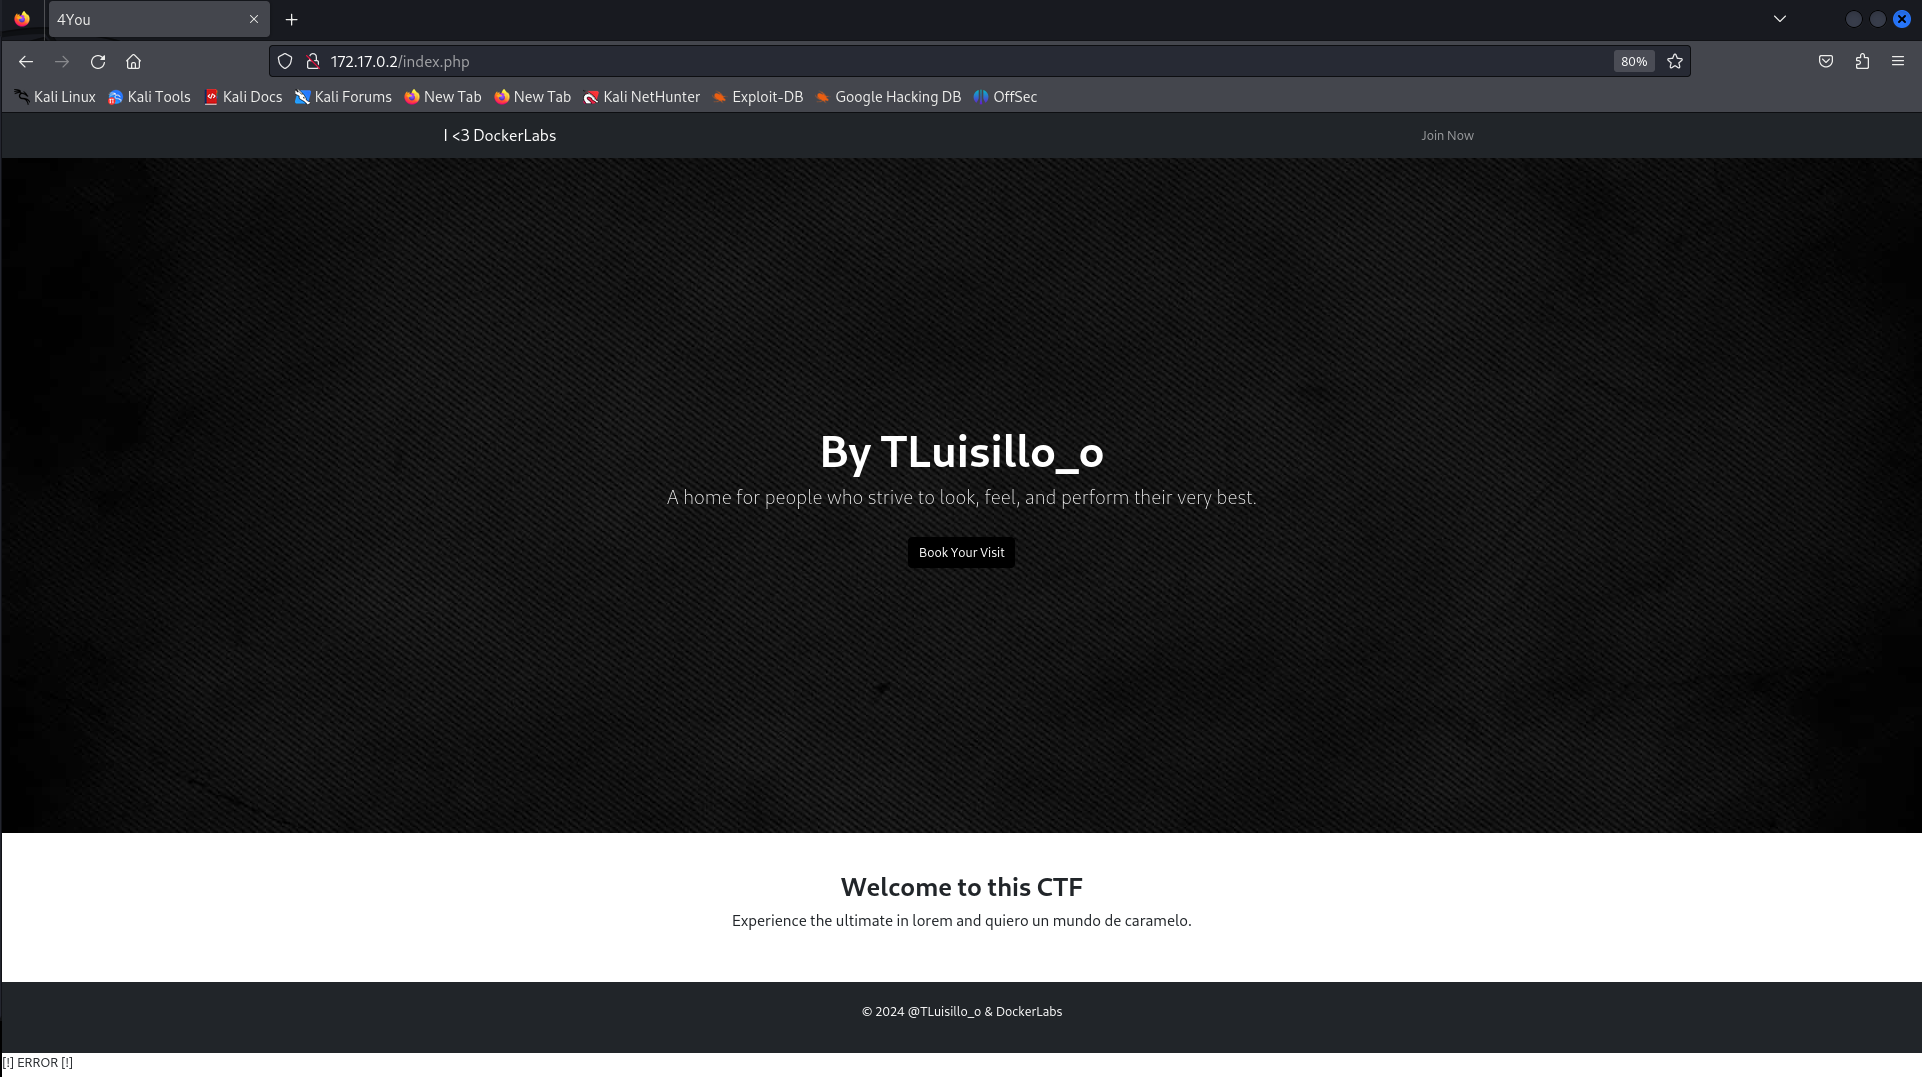 4You
172.17.0.2/index.php
80%
Kali Linux Kali Tools Kali Docs Kali Forums New Tab New Tab Kali NetHunter Exploit-DB Google Hacking DB OffSec
I <3 DockerLabs Join Now
By TLuisillo_o
A home for people who strive to look, feel, and perform their very best.
Book Your Visit
Welcome to this CTF
Experience the ultimate in lorem and quiero un mundo de caramelo.
© 2024 @TLuisillo_o & DockerLabs
[!] ERROR [!]